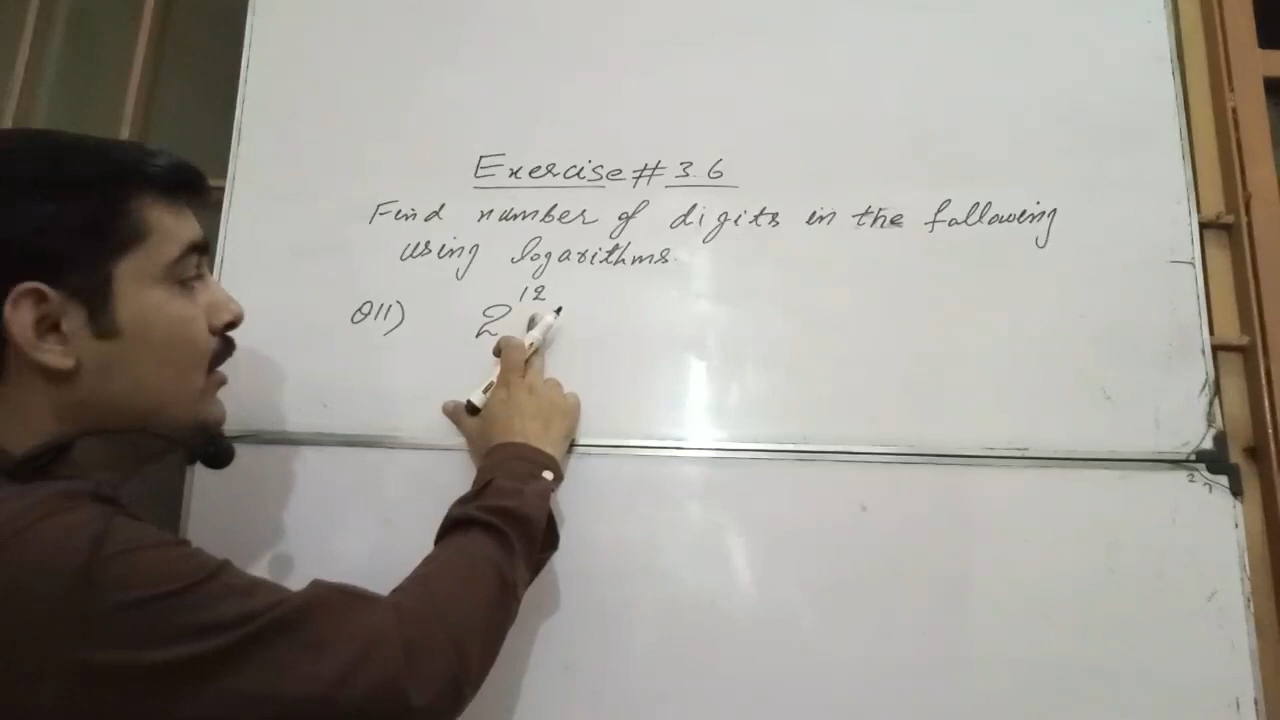 Exercise # 3.6
Find number of digits in the following
using logarithms.
Q11) 2^12